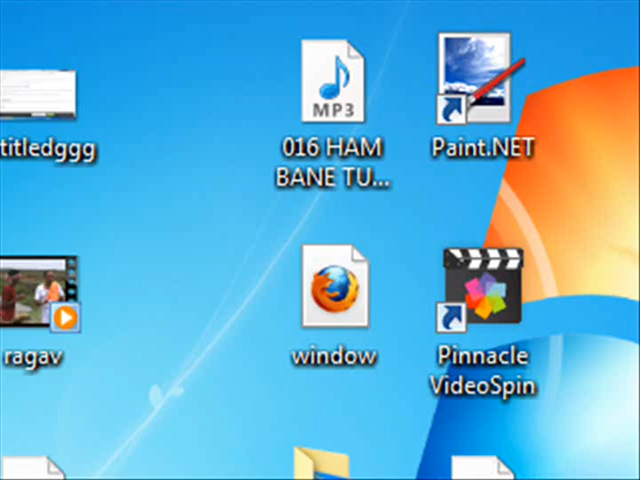 titledggg
MP3
016 HAM
BANE TU...
Paint.NET
ragav
window
Pinnacle
VideoSpin